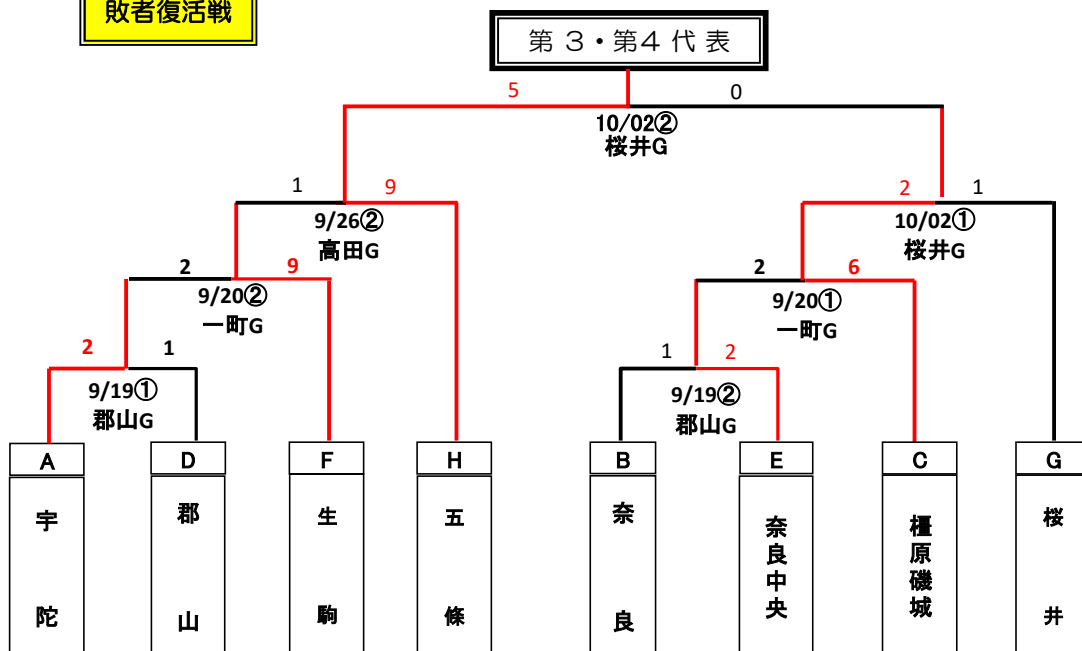 敗者復活戦
第 3・第4 代 表
5
0
10/02②
桜井G
1
9
9/26②
高田G
2
1
10/02①
桜井G
2
9
9/20②
一町G
2
6
9/20①
一町G
2
1
9/19①
郡山G
1
2
9/19②
郡山G
A
D
F
H
B
E
C
G
宇陀
郡山
生駒
五條
奈良
奈良中央
橿原磯城
桜井